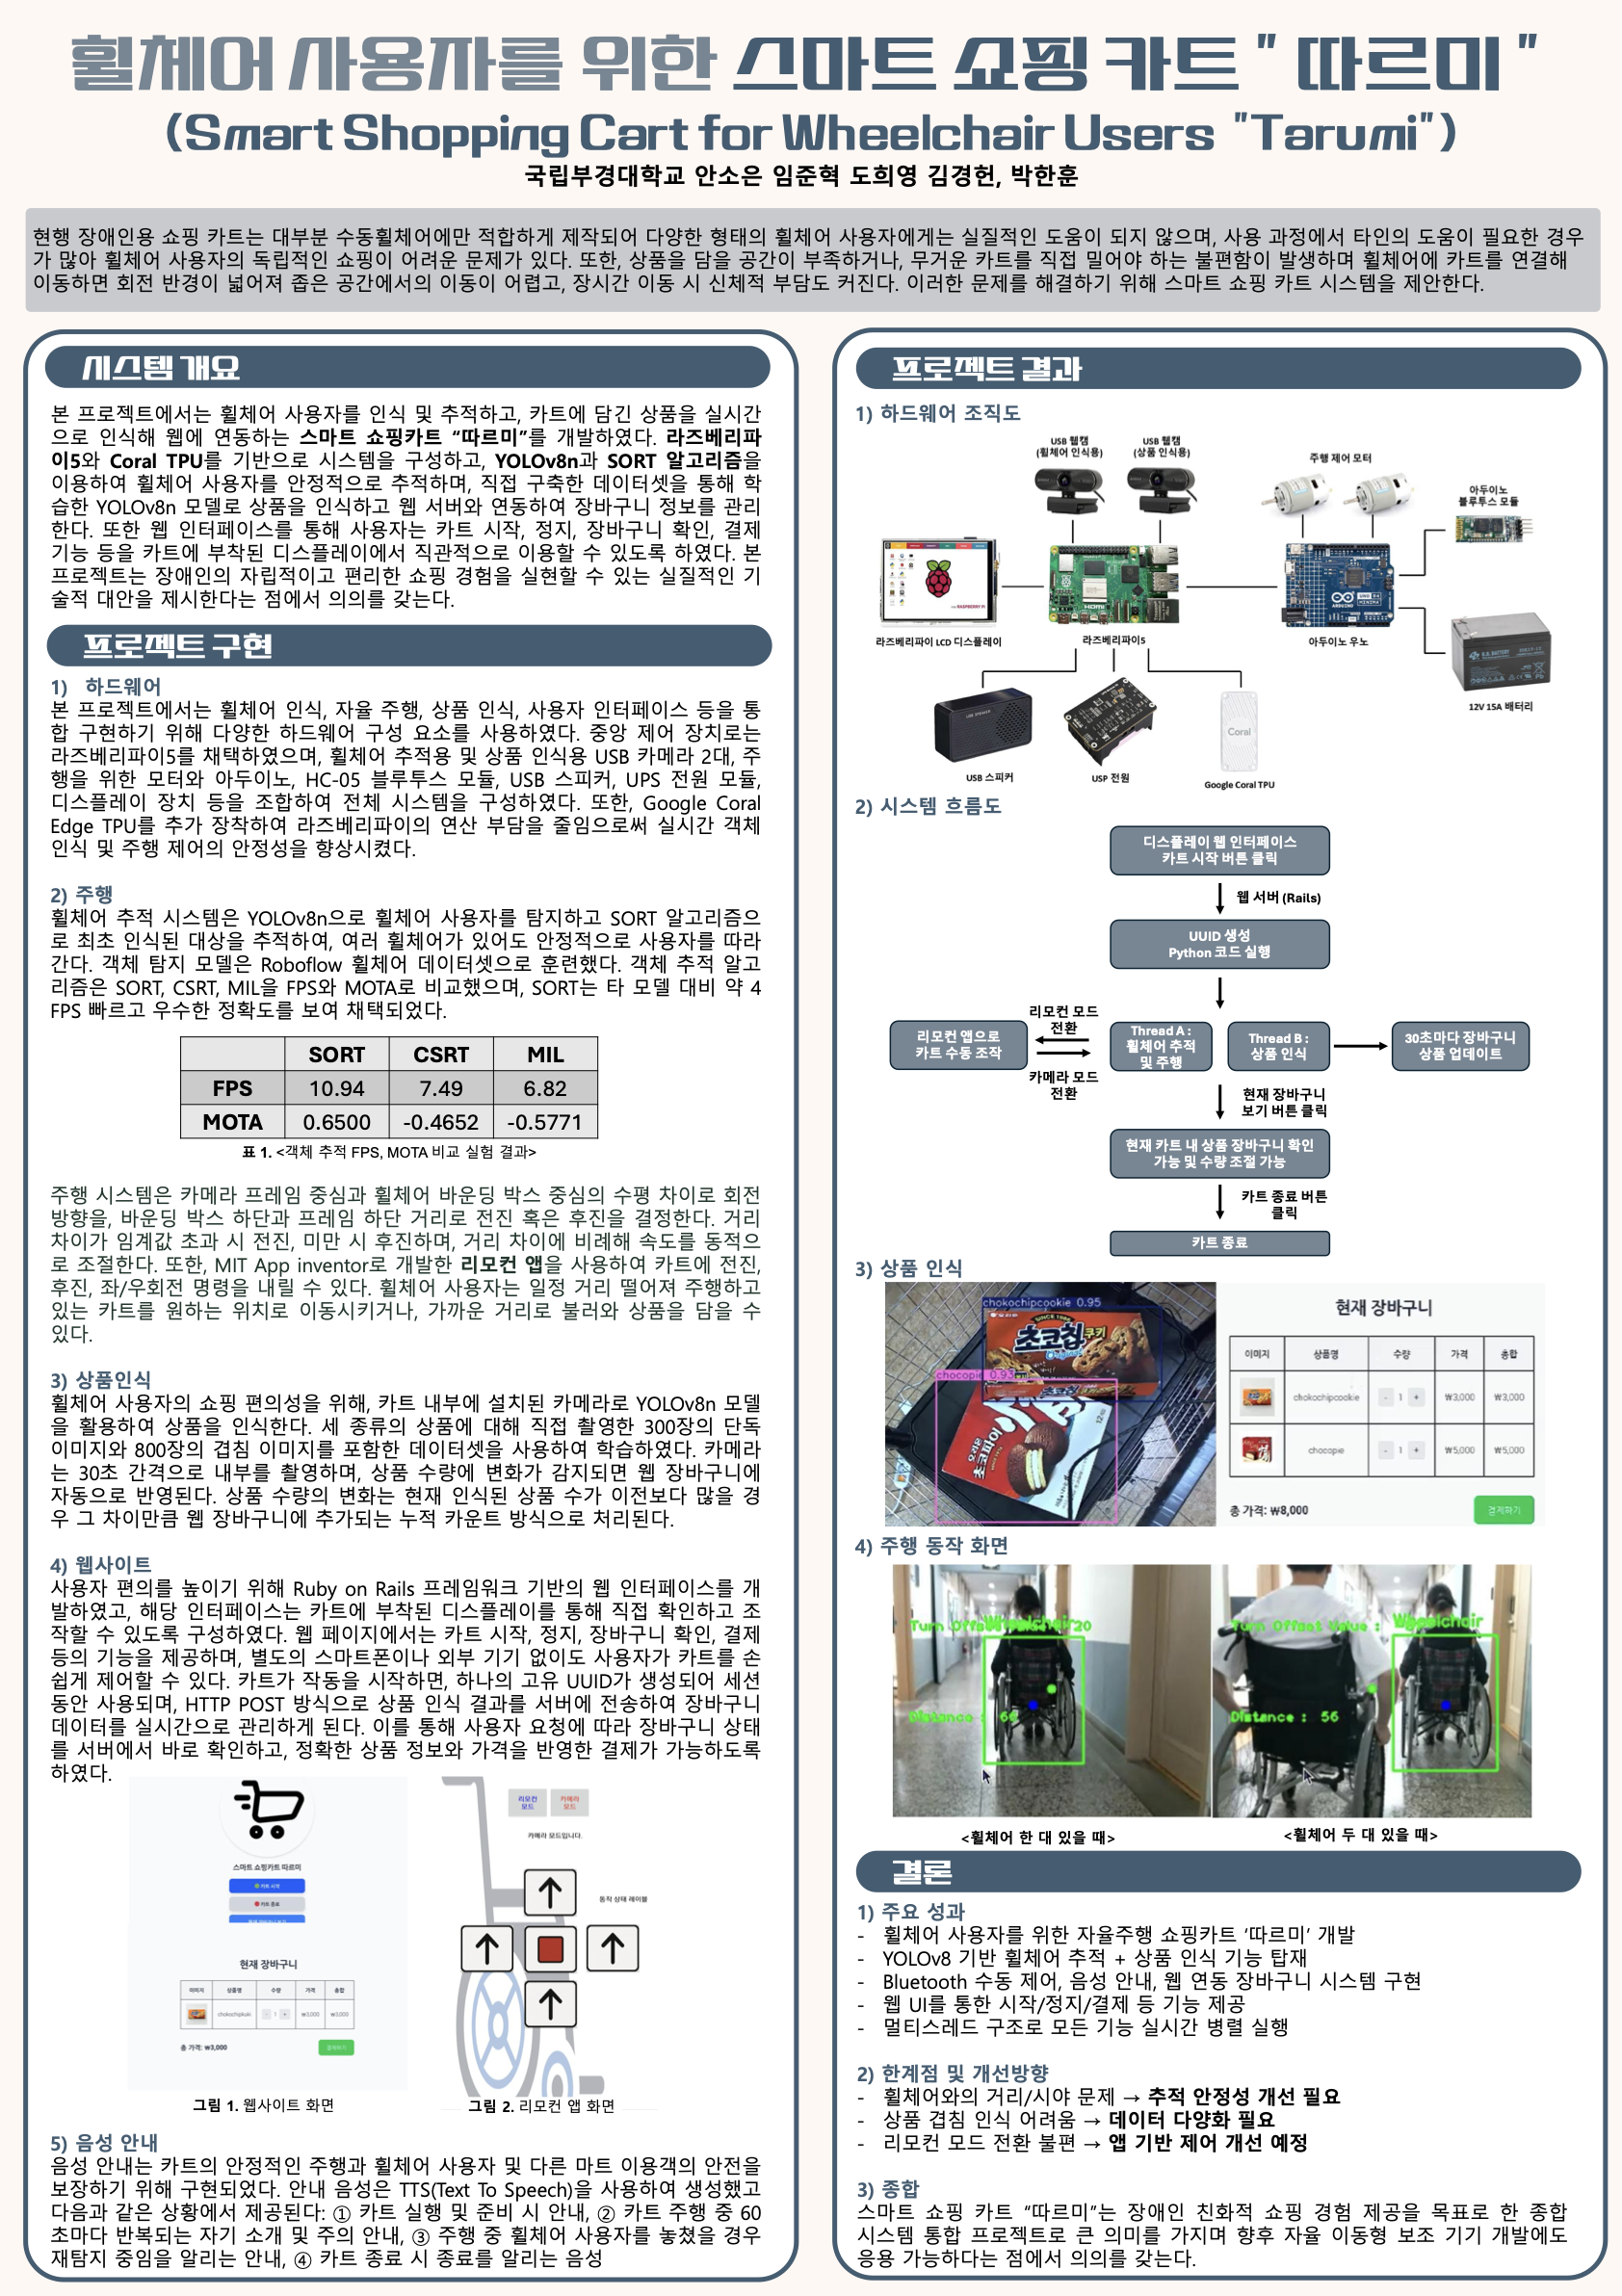 휠체어 사용자를 위한 스마트 쇼핑 카트 " 따르미 "
(Smart Shopping Cart for Wheelchair Users "Tarumi")
국립부경대학교 안소은 임준혁 도희영 김경헌, 박한훈
현행 장애인용 쇼핑 카트는 대부분 수동휠체어에만 적합하게 제작되어 다양한 형태의 휠체어 사용자에게는 실질적인 도움이 되지 않으며, 사용 과정에서 타인의 도움이 필요한 경우
가 많아 휠체어 사용자의 독립적인 쇼핑이 어려운 문제가 있다. 또한, 상품을 담을 공간이 부족하거나, 무거운 카트를 직접 밀어야 하는 불편함이 발생하며 휠체어에 카트를 연결해
이동하면 회전 반경이 넓어져 좁은 공간에서의 이동이 어렵고, 장시간 이동 시 신체적 부담도 커진다. 이러한 문제를 해결하기 위해 스마트 쇼핑 카트 시스템을 제안한다.
시스템 개요
본 프로젝트에서는 휠체어 사용자를 인식 및 추적하고, 카트에 담긴 상품을 실시간
으로 인식해 웹에 연동하는 스마트 쇼핑카트 “따르미”를 개발하였다. 라즈베리파
이5와 Coral TPU를 기반으로 시스템을 구성하고, YOLOv8n과 SORT 알고리즘을
이용하여 휠체어 사용자를 안정적으로 추적하며, 직접 구축한 데이터셋을 통해 학
습한 YOLOv8n 모델로 상품을 인식하고 웹 서버와 연동하여 장바구니 정보를 관리
한다. 또한 웹 인터페이스를 통해 사용자는 카트 시작, 정지, 장바구니 확인, 결제
기능 등을 카트에 부착된 디스플레이에서 직관적으로 이용할 수 있도록 하였다. 본
프로젝트는 장애인의 자립적이고 편리한 쇼핑 경험을 실현할 수 있는 실질적인 기
술적 대안을 제시한다는 점에서 의의를 갖는다.
프로젝트 구현
1) 하드웨어
본 프로젝트에서는 휠체어 인식, 자율 주행, 상품 인식, 사용자 인터페이스 등을 통
합 구현하기 위해 다양한 하드웨어 구성 요소를 사용하였다. 중앙 제어 장치로는
라즈베리파이5를 채택하였으며, 휠체어 추적용 및 상품 인식용 USB 카메라 2대, 주
행을 위한 모터와 아두이노, HC-05 블루투스 모듈, USB 스피커, UPS 전원 모듈,
디스플레이 장치 등을 조합하여 전체 시스템을 구성하였다. 또한, Google Coral
Edge TPU를 추가 장착하여 라즈베리파이의 연산 부담을 줄임으로써 실시간 객체
인식 및 주행 제어의 안정성을 향상시켰다.
2) 주행
휠체어 추적 시스템은 YOLOv8n으로 휠체어 사용자를 탐지하고 SORT 알고리즘으
로 최초 인식된 대상을 추적하여, 여러 휠체어가 있어도 안정적으로 사용자를 따라
간다. 객체 탐지 모델은 Roboflow 휠체어 데이터셋으로 훈련했다. 객체 추적 알고
리즘은 SORT, CSRT, MIL을 FPS와 MOTA로 비교했으며, SORT는 타 모델 대비 약 4
FPS 빠르고 우수한 정확도를 보여 채택되었다.
SORT CSRT MIL
FPS 10.94 7.49 6.82
MOTA 0.6500 -0.4652 -0.5771
표 1. <객체 추적 FPS, MOTA 비교 실험 결과>
주행 시스템은 카메라 프레임 중심과 휠체어 바운딩 박스 중심의 수평 차이로 회전
방향을, 바운딩 박스 하단과 프레임 하단 거리로 전진 혹은 후진을 결정한다. 거리
차이가 임계값 초과 시 전진, 미만 시 후진하며, 거리 차이에 비례해 속도를 동적으
로 조절한다. 또한, MIT App inventor로 개발한 리모컨 앱을 사용하여 카트에 전진,
후진, 좌/우회전 명령을 내릴 수 있다. 휠체어 사용자는 일정 거리 떨어져 주행하고
있는 카트를 원하는 위치로 이동시키거나, 가까운 거리로 불러와 상품을 담을 수
있다.
3) 상품인식
휠체어 사용자의 쇼핑 편의성을 위해, 카트 내부에 설치된 카메라로 YOLOv8n 모델
을 활용하여 상품을 인식한다. 세 종류의 상품에 대해 직접 촬영한 300장의 단독
이미지와 800장의 겹침 이미지를 포함한 데이터셋을 사용하여 학습하였다. 카메라
는 30초 간격으로 내부를 촬영하며, 상품 수량에 변화가 감지되면 웹 장바구니에
자동으로 반영된다. 상품 수량의 변화는 현재 인식된 상품 수가 이전보다 많을 경
우 그 차이만큼 웹 장바구니에 추가되는 누적 카운트 방식으로 처리된다.
4) 웹사이트
사용자 편의를 높이기 위해 Ruby on Rails 프레임워크 기반의 웹 인터페이스를 개
발하였고, 해당 인터페이스는 카트에 부착된 디스플레이를 통해 직접 확인하고 조
작할 수 있도록 구성하였다. 웹 페이지에서는 카트 시작, 정지, 장바구니 확인, 결제
등의 기능을 제공하며, 별도의 스마트폰이나 외부 기기 없이도 사용자가 카트를 손
쉽게 제어할 수 있다. 카트가 작동을 시작하면, 하나의 고유 UUID가 생성되어 세션
동안 사용되며, HTTP POST 방식으로 상품 인식 결과를 서버에 전송하여 장바구니
데이터를 실시간으로 관리하게 된다. 이를 통해 사용자 요청에 따라 장바구니 상태
를 서버에서 바로 확인하고, 정확한 상품 정보와 가격을 반영한 결제가 가능하도록
하였다.
스마트 쇼핑카트 따르미
카트 시작
카트 종료
현재 장바구니
이미지 상품명 수량 가격 총합
chokochipkuki - 1 + ₩3,000 ₩3,000
총 가격: ₩3,000
결제하기
그림 1. 웹사이트 화면
리모컨 모드
카메라 모드
카메라 모드입니다.
동작 상태 레이블
그림 2. 리모컨 앱 화면
5) 음성 안내
음성 안내는 카트의 안정적인 주행과 휠체어 사용자 및 다른 마트 이용객의 안전을
보장하기 위해 구현되었다. 안내 음성은 TTS(Text To Speech)을 사용하여 생성했고
다음과 같은 상황에서 제공된다: ① 카트 실행 및 준비 시 안내, ② 카트 주행 중 60
초마다 반복되는 자기 소개 및 주의 안내, ③ 주행 중 휠체어 사용자를 놓쳤을 경우
재탐지 중임을 알리는 안내, ④ 카트 종료 시 종료를 알리는 음성
프로젝트 결과
1) 하드웨어 조직도
USB 웹캠
(휠체어 인식용)
USB 웹캠
(상품 인식용)
주행 제어 모터
아두이노
블루투스 모듈
라즈베리파이 LCD 디스플레이
라즈베리파이5
아두이노 우노
12V 15A 배터리
USB 스피커
USP 전원
Coral
Google Coral TPU
2) 시스템 흐름도
디스플레이 웹 인터페이스
카트 시작 버튼 클릭
웹 서버 (Rails)
UUID 생성
Python 코드 실행
리모컨 앱으로
카트 수동 조작
리모컨 모드
전환
카메라 모드
전환
Thread A :
휠체어 추적
및 주행
Thread B :
상품 인식
30초마다 장바구니
상품 업데이트
현재 장바구니
보기 버튼 클릭
현재 카트 내 상품 장바구니 확인
가능 및 수량 조절 가능
카트 종료 버튼
클릭
카트 종료
3) 상품 인식
chokochipcookie 0.95
초코칩쿠키
Original
chocopie 0.93
초코파이
현재 장바구니
이미지 상품명 수량 가격 총합
chokochipcookie - 1 + ₩3,000 ₩3,000
chocopie - 1 + ₩5,000 ₩5,000
총 가격: ₩8,000
결제하기
4) 주행 동작 화면
Wheelchair
Distance : 66
Turn Offset Value :
Wheelchair
Distance : 56
<휠체어 한 대 있을 때>
<휠체어 두 대 있을 때>
결론
1) 주요 성과
- 휠체어 사용자를 위한 자율주행 쇼핑카트 ‘따르미’ 개발
- YOLOv8 기반 휠체어 추적 + 상품 인식 기능 탑재
- Bluetooth 수동 제어, 음성 안내, 웹 연동 장바구니 시스템 구현
- 웹 UI를 통한 시작/정지/결제 등 기능 제공
- 멀티스레드 구조로 모든 기능 실시간 병렬 실행
2) 한계점 및 개선방향
- 휠체어와의 거리/시야 문제 → 추적 안정성 개선 필요
- 상품 겹침 인식 어려움 → 데이터 다양화 필요
- 리모컨 모드 전환 불편 → 앱 기반 제어 개선 예정
3) 종합
스마트 쇼핑 카트 “따르미”는 장애인 친화적 쇼핑 경험 제공을 목표로 한 종합
시스템 통합 프로젝트로 큰 의미를 가지며 향후 자율 이동형 보조 기기 개발에도
응용 가능하다는 점에서 의의를 갖는다.